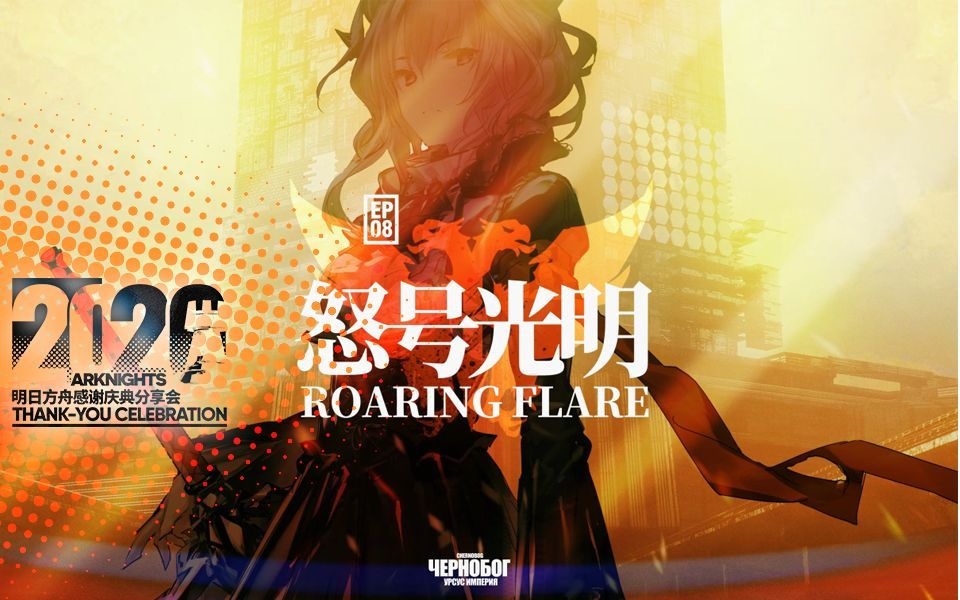 EP
08
怒号光明
ROARING FLARE
2020
ARKNIGHTS
明日方舟感谢庆典分享会
THANK-YOU CELEBRATION
CHERNOBOG
ЧЕРНОБОГ
УРСУС ИМПЕРИЯ